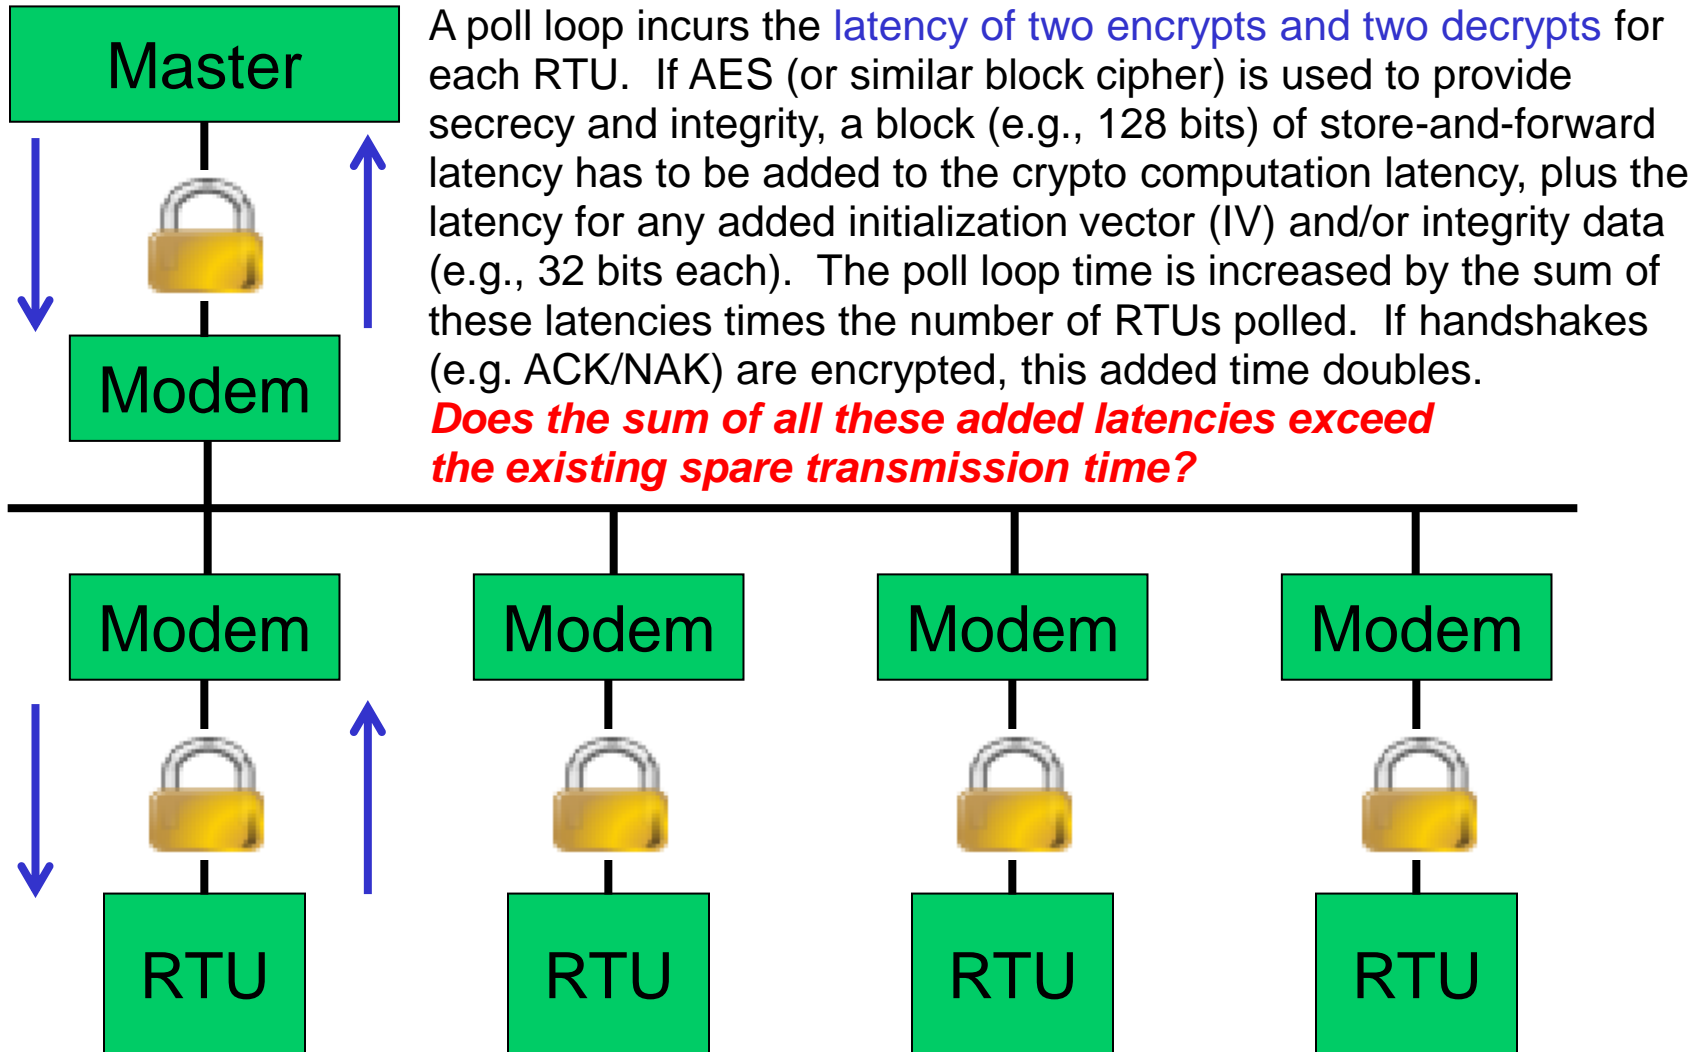 Master
A poll loop incurs the latency of two encrypts and two decrypts for
each RTU. If AES (or similar block cipher) is used to provide
secrecy and integrity, a block (e.g., 128 bits) of store-and-forward
latency has to be added to the crypto computation latency, plus the
latency for any added initialization vector (IV) and/or integrity data
(e.g., 32 bits each). The poll loop time is increased by the sum of
these latencies times the number of RTUs polled. If handshakes
(e.g. ACK/NAK) are encrypted, this added time doubles.
Does the sum of all these added latencies exceed
the existing spare transmission time?
Modem
Modem
Modem
Modem
Modem
RTU
RTU
RTU
RTU